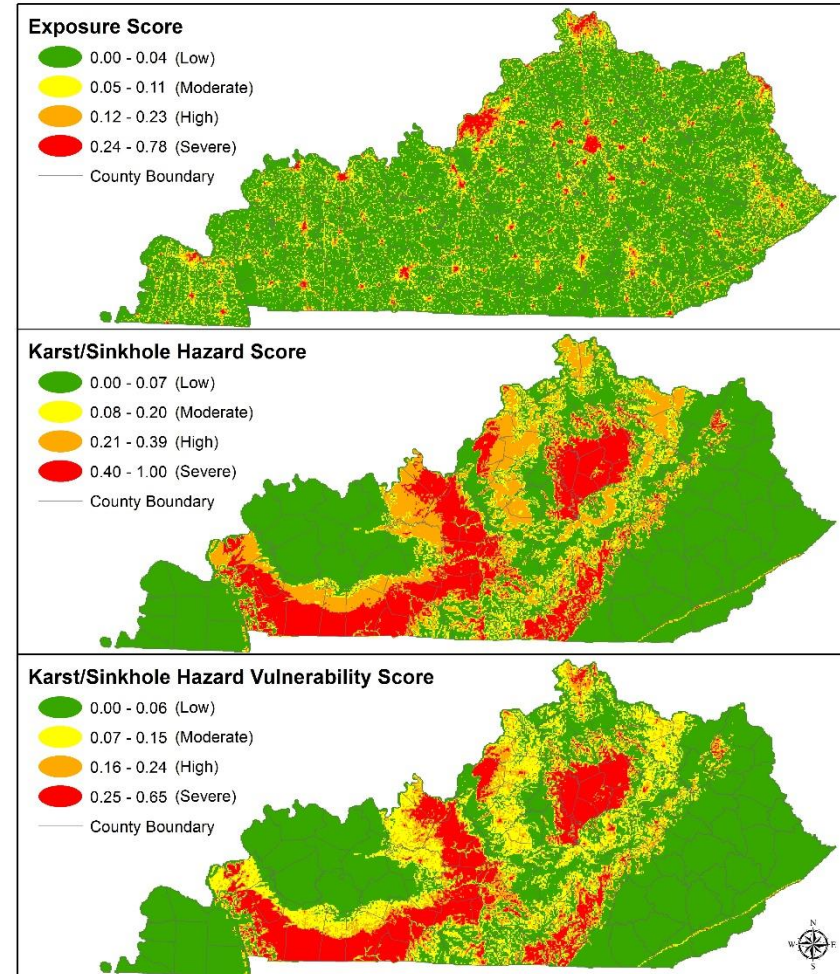 Exposure Score
0.00 - 0.04 (Low)
0.05 - 0.11 (Moderate)
0.12 - 0.23 (High)
0.24 - 0.78 (Severe)
County Boundary
Karst/Sinkhole Hazard Score
0.00 - 0.07 (Low)
0.08 - 0.20 (Moderate)
0.21 - 0.39 (High)
0.40 - 1.00 (Severe)
County Boundary
Karst/Sinkhole Hazard Vulnerability Score
0.00 - 0.06 (Low)
0.07 - 0.15 (Moderate)
0.16 - 0.24 (High)
0.25 - 0.65 (Severe)
County Boundary
N
W E
S